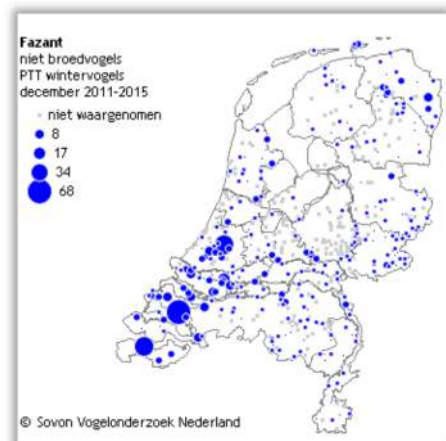 Fazant
niet broedvogels
PTT wintervogels
december 2011-2015
niet waargenomen
8
17
34
68
© Sovon Vogelonderzoek Nederland